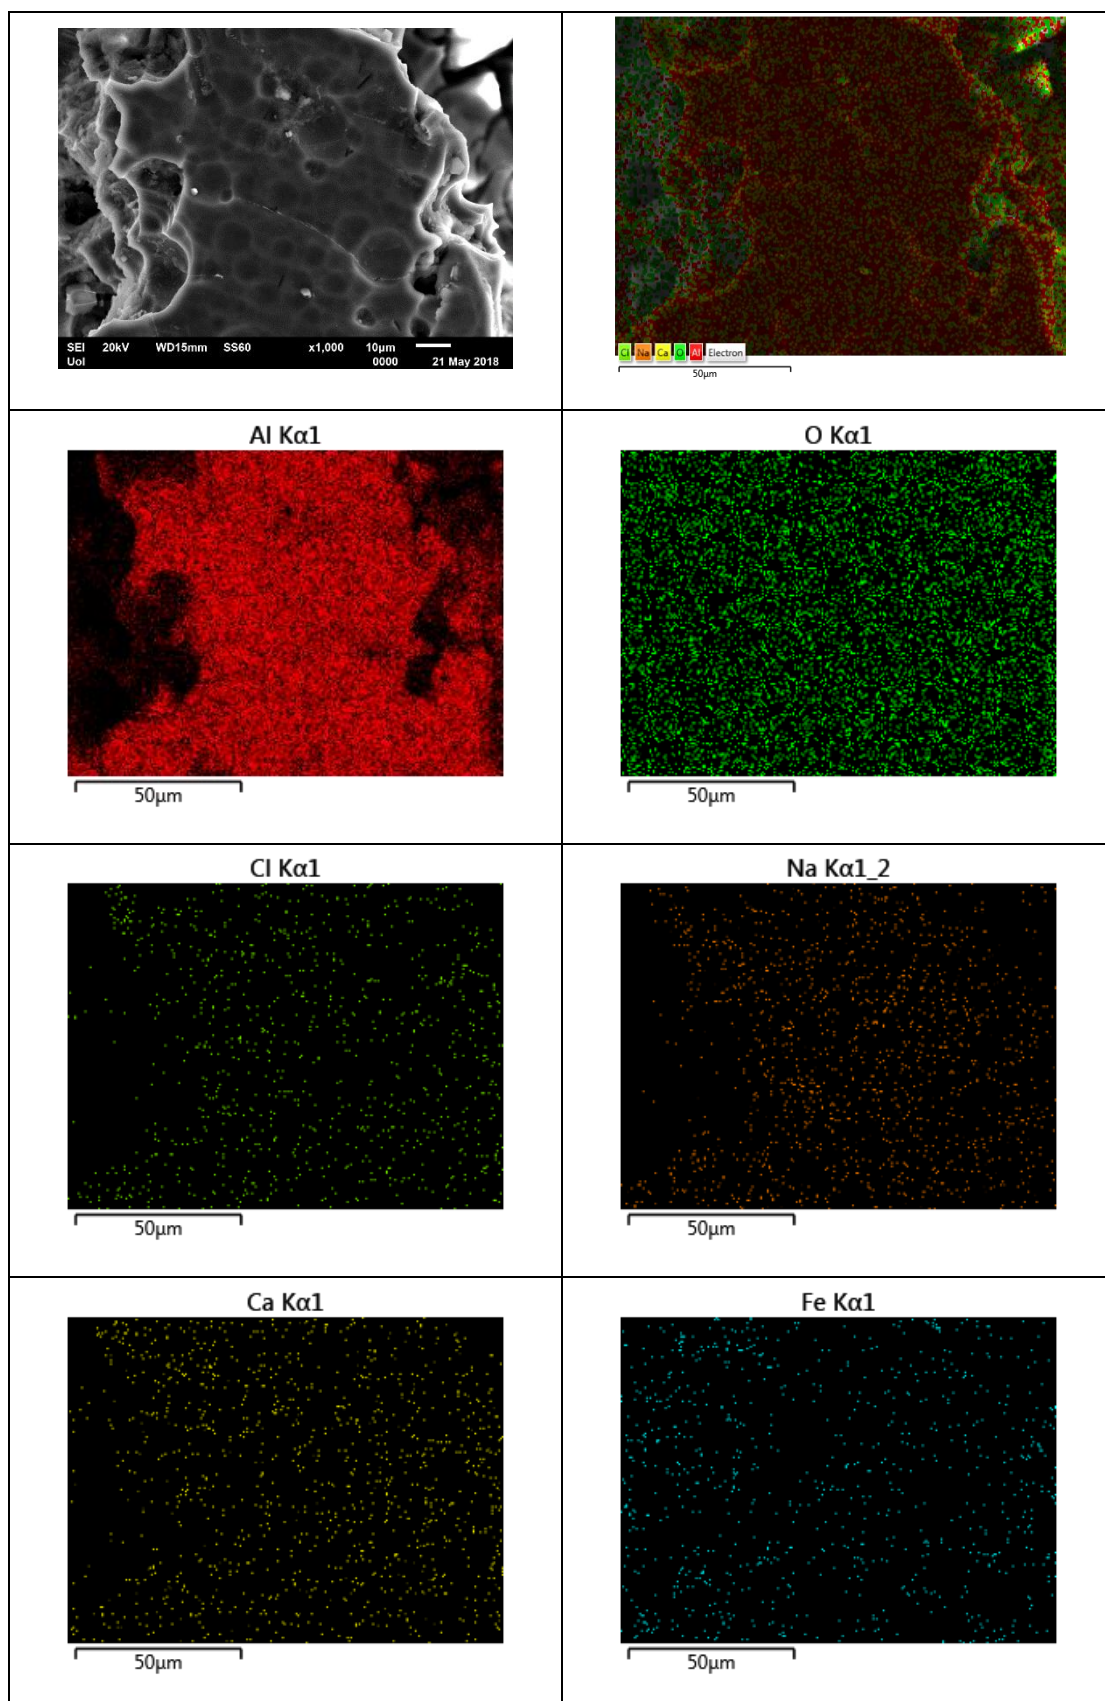 SEI 20kV WD15mm SS60 x1,000 10µm
UoI 0000 21 May 2018
Cl Na Ca O Al Electron
50µm
Al Kα1
50µm
O Kα1
50µm
Cl Kα1
50µm
Na Kα1_2
50µm
Ca Kα1
50µm
Fe Kα1
50µm